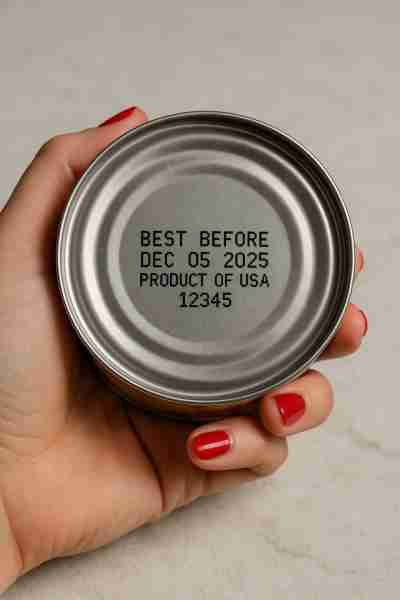 BEST BEFORE
DEC 05 2025
PRODUCT OF USA
12345